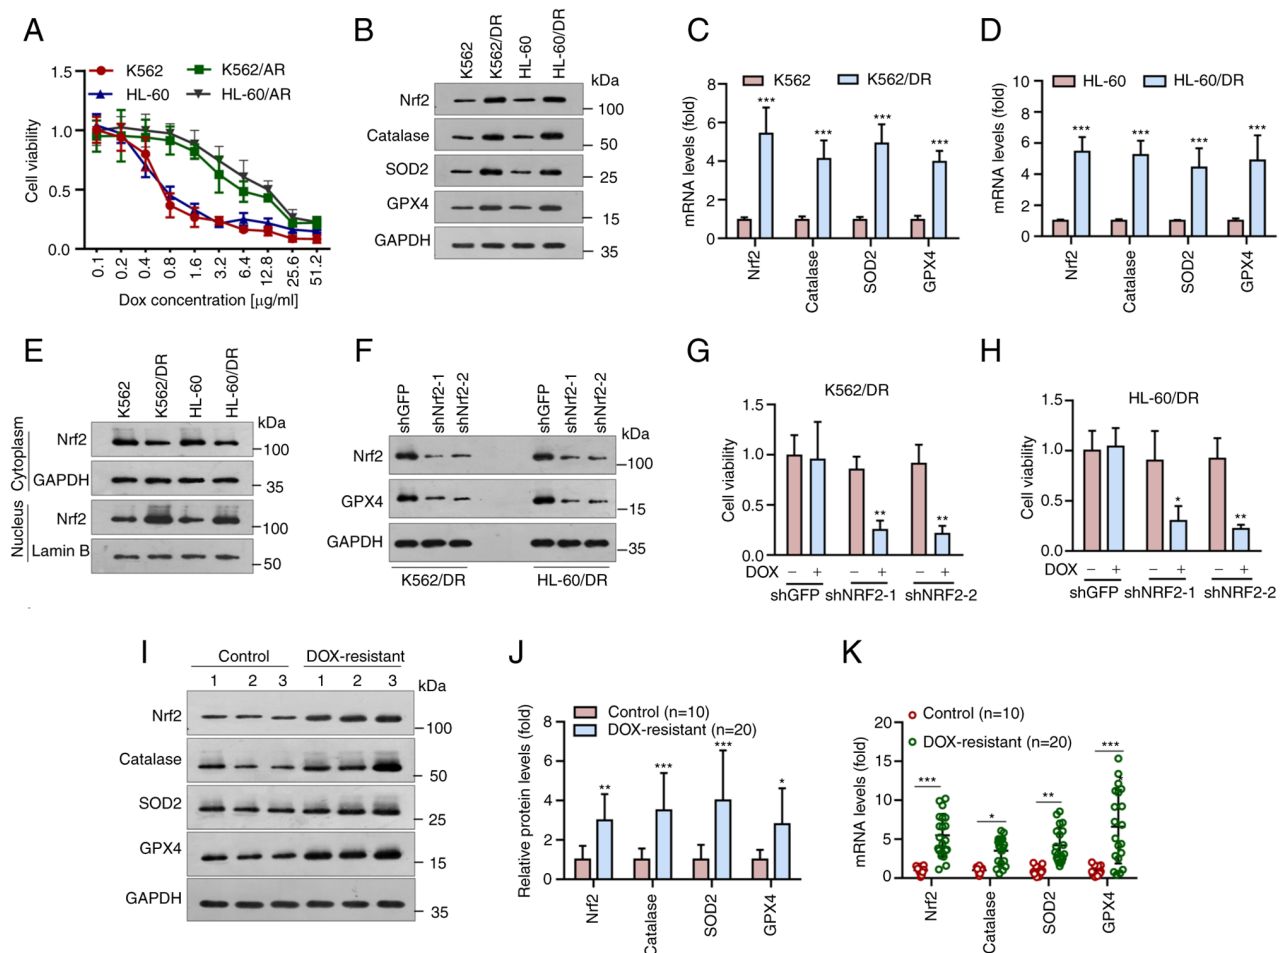 A
K562
K562/AR
HL-60
HL-60/AR
1.5
1.0
0.5
0.0
Cell viability
0.1
0.2
0.4
0.8
1.6
3.2
6.4
12.8
25.6
51.2
Dox concentration [μg/ml]
B
K562
K562/DR
HL-60
HL-60/DR
kDa
Nrf2
100
Catalase
50
SOD2
25
GPX4
15
GAPDH
35
C
K562
K562/DR
8
6
4
2
0
mRNA levels (fold)
***
***
***
***
Nrf2
Catalase
SOD2
GPX4
D
HL-60
HL-60/DR
10
8
6
4
2
0
mRNA levels (fold)
***
***
***
***
Nrf2
Catalase
SOD2
GPX4
E
K562
K562/DR
HL-60
HL-60/DR
kDa
Cytoplasm
Nrf2
100
GAPDH
35
Nucleus
Nrf2
100
Lamin B
50
F
shGFP
shNrf2-1
shNrf2-2
shGFP
shNrf2-1
shNrf2-2
kDa
Nrf2
100
GPX4
15
GAPDH
35
K562/DR
HL-60/DR
G
K562/DR
1.5
1.0
0.5
0.0
Cell viability
**
**
DOX − + − + − +
shGFP shNRF2-1 shNRF2-2
H
HL-60/DR
1.5
1.0
0.5
0.0
Cell viability
*
**
DOX − + − + − +
shGFP shNRF2-1 shNRF2-2
I
Control
DOX-resistant
1 2 3 1 2 3
kDa
Nrf2
100
Catalase
50
SOD2
25
GPX4
15
GAPDH
35
J
Control (n=10)
DOX-resistant (n=20)
8
6
4
2
0
Relative protein levels (fold)
**
***
***
*
Nrf2
Catalase
SOD2
GPX4
K
Control (n=10)
DOX-resistant (n=20)
20
15
10
5
0
mRNA levels (fold)
***
*
**
***
Nrf2
Catalase
SOD2
GPX4